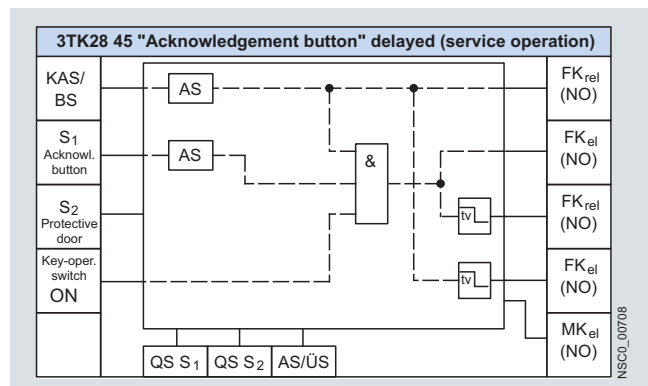 3TK28 45 "Acknowledgement button" delayed (service operation)
KAS/
BS
S1
Acknowl.
button
S2
Protective
door
Key-oper.
switch
ON
AS
AS
&
tv
tv
FKrel
(NO)
FKel
(NO)
FKrel
(NO)
FKel
(NO)
MKel
(NO)
QS S1
QS S2
AS/ÜS
NSC0_00708